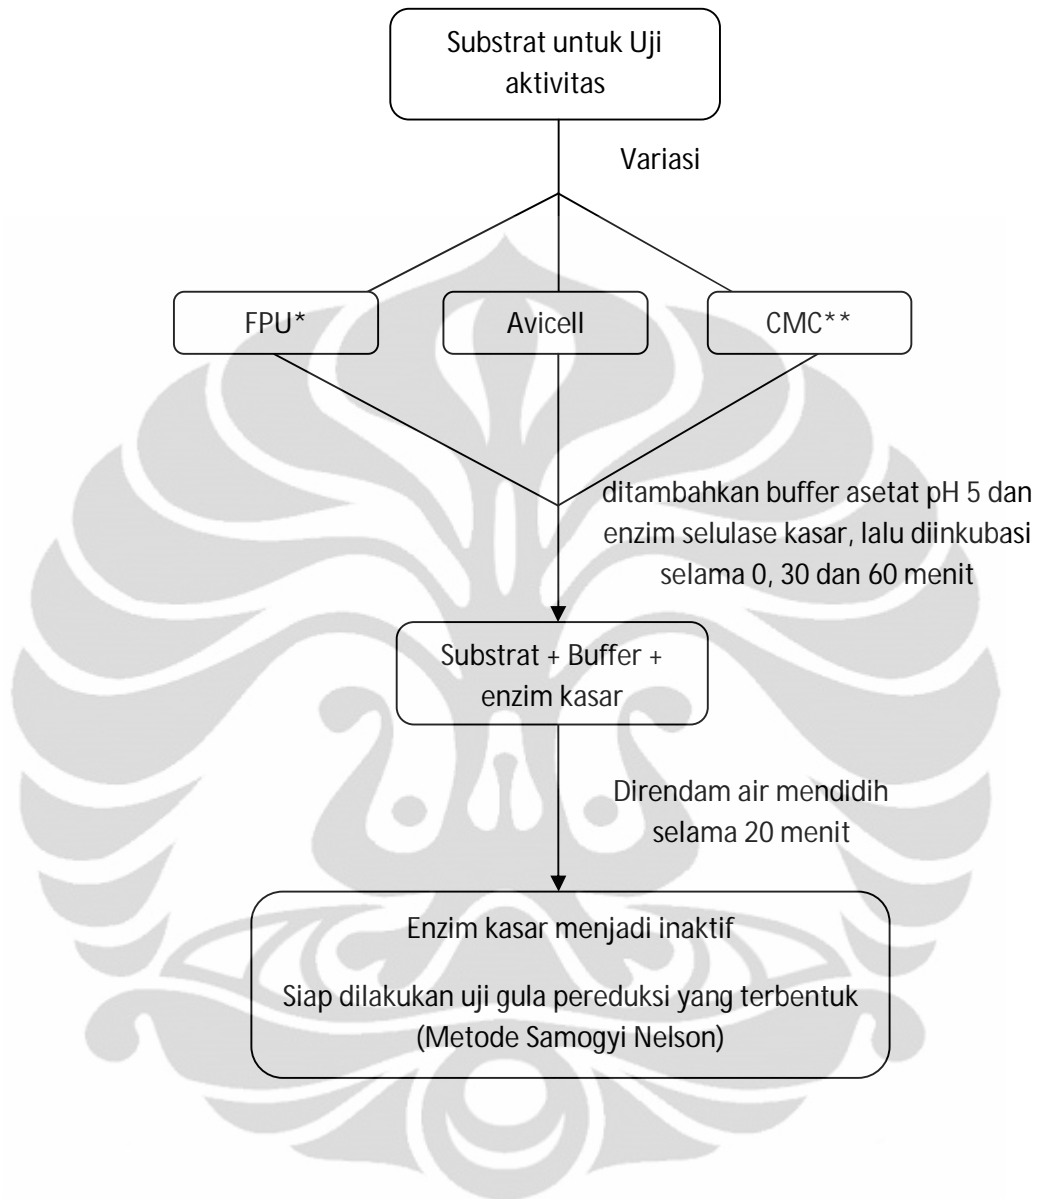 Substrat untuk Uji
aktivitas
Variasi
FPU*
Avicell
CMC**
ditambahkan buffer asetat pH 5 dan
enzim selulase kasar, lalu diinkubasi
selama 0, 30 dan 60 menit
Substrat + Buffer +
enzim kasar
Direndam air mendidih
selama 20 menit
Enzim kasar menjadi inaktif
Siap dilakukan uji gula pereduksi yang terbentuk
(Metode Samogyi Nelson)